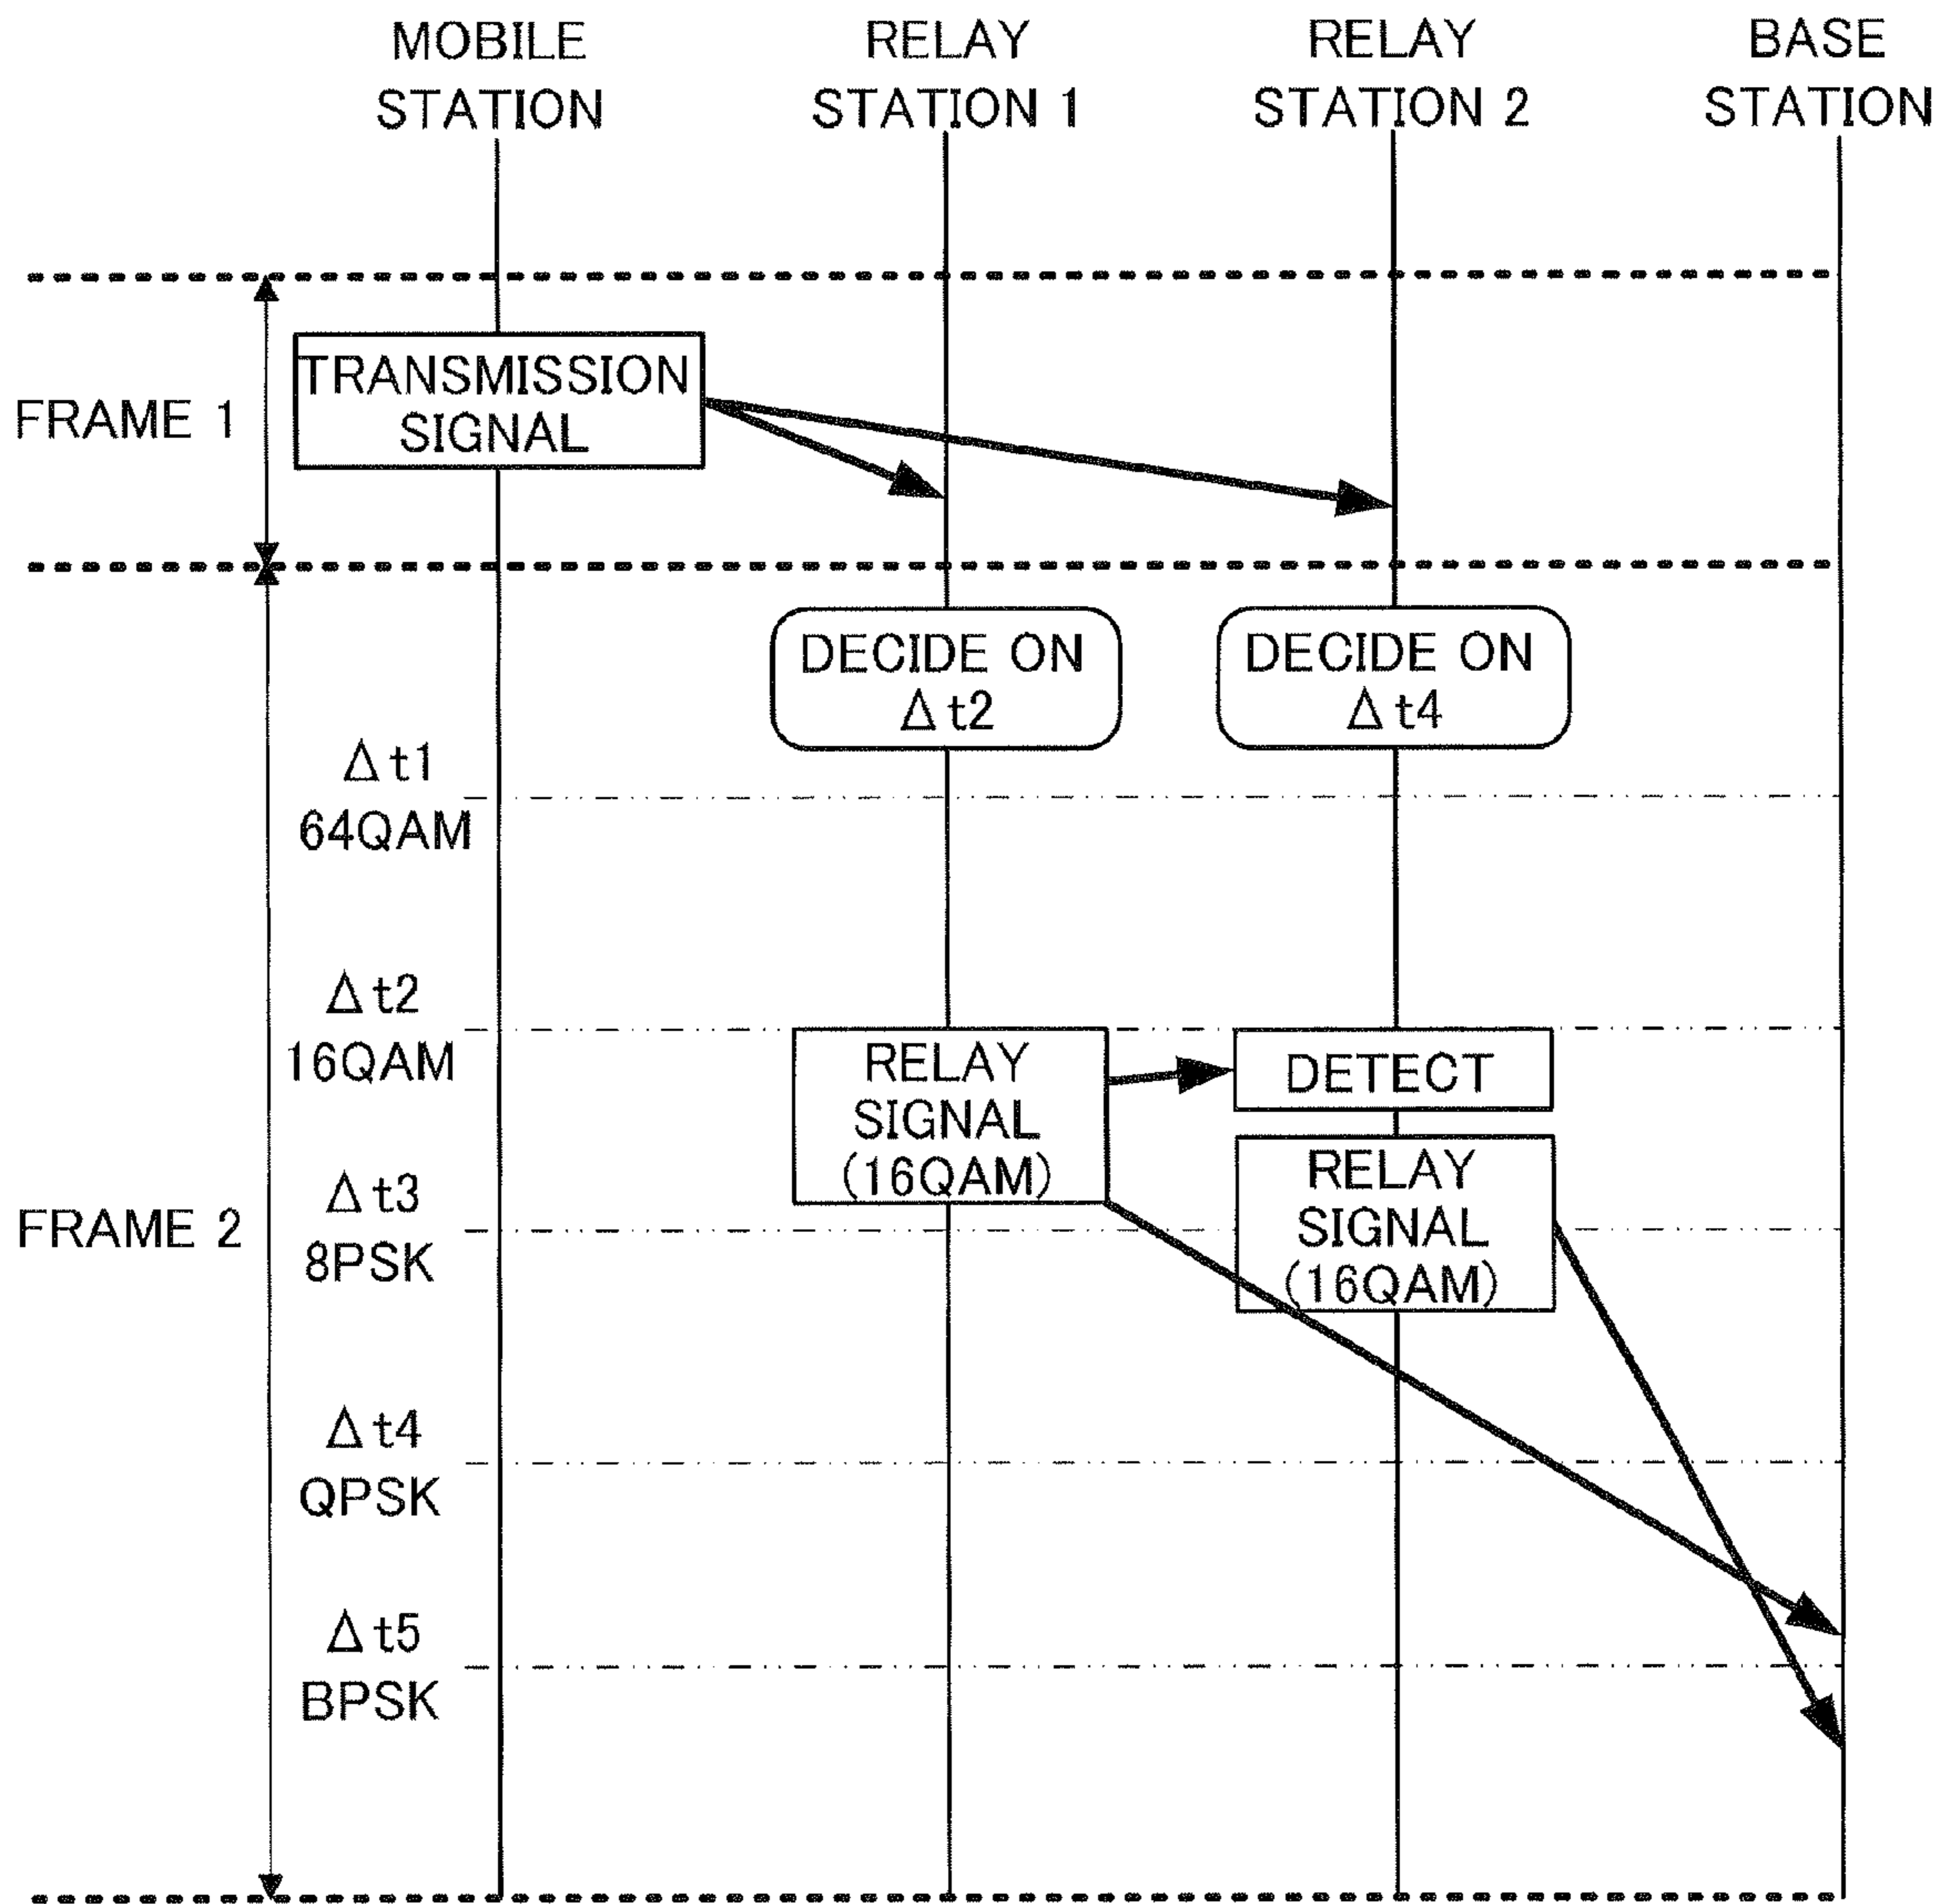 MOBILE
STATION
RELAY
STATION 1
RELAY
STATION 2
BASE
STATION
FRAME 1
TRANSMISSION
SIGNAL
DECIDE ON
Δt2
DECIDE ON
Δt4
Δt1
64QAM
Δt2
16QAM
RELAY
SIGNAL
(16QAM)
DETECT
FRAME 2
Δt3
8PSK
RELAY
SIGNAL
(16QAM)
Δt4
QPSK
Δt5
BPSK